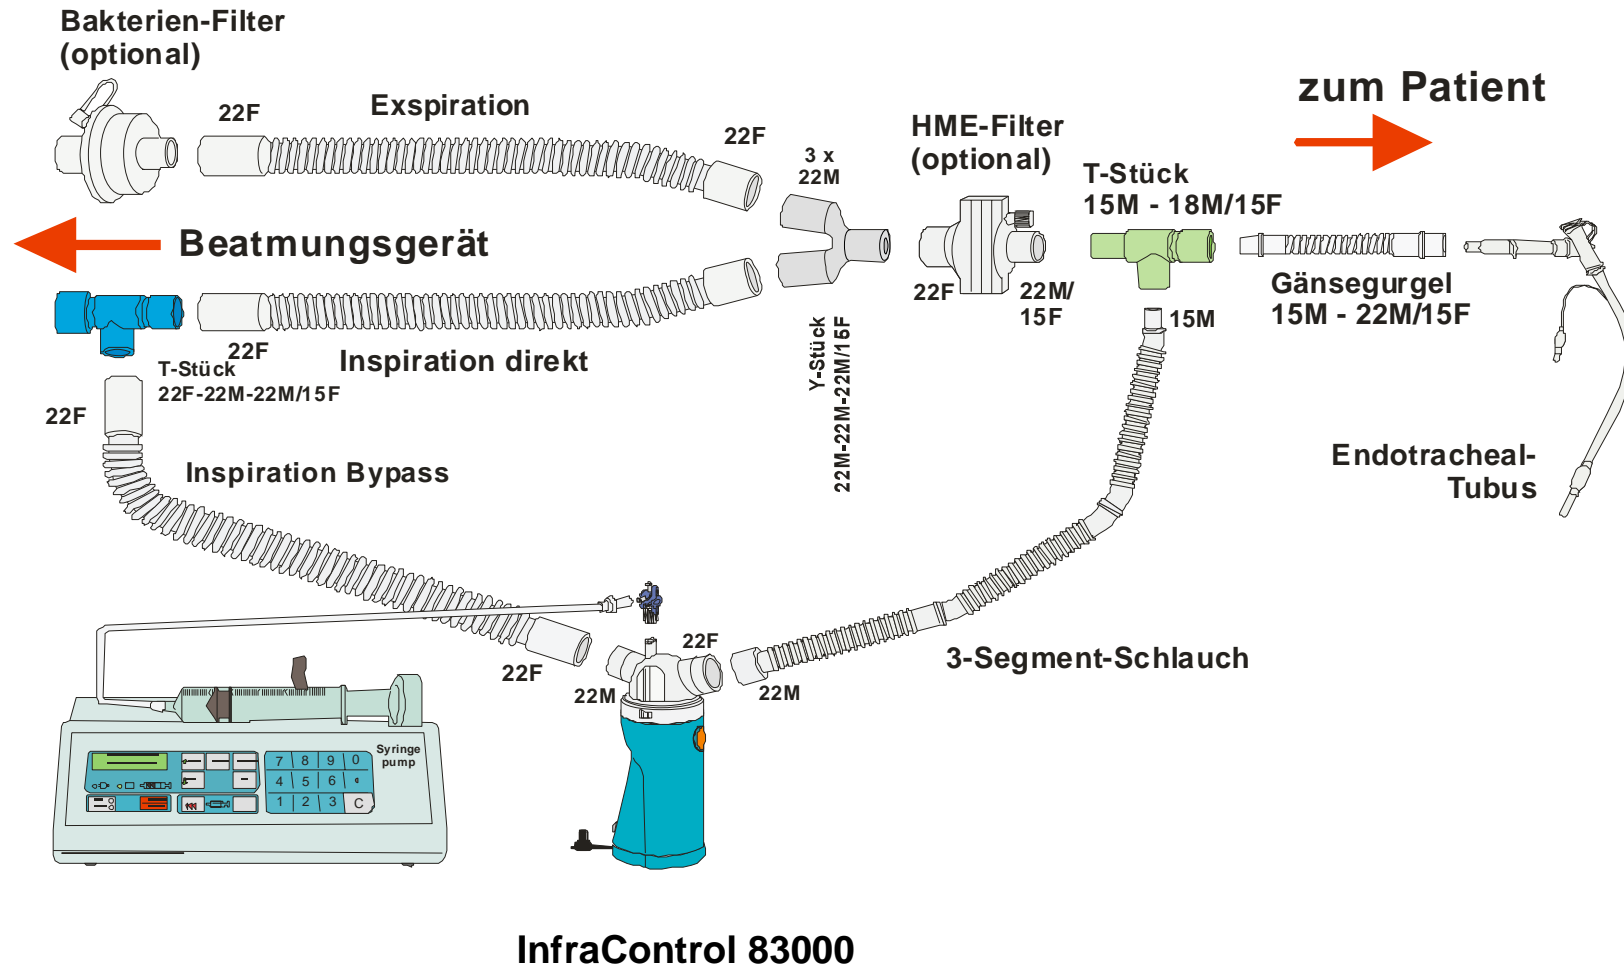 Bakterien-Filter
(optional)
22F
Exspiration
22F
3 x
22M
HME-Filter
(optional)
zum Patient
T-Stück
15M - 18M/15F
Beatmungsgerät
22F
22M/
15F
Gänsegurgel
15M - 22M/15F
15M
22F
Inspiration direkt
T-Stück
22F-22M-22M/15F
Y-Stück
22M-22M-22M/15F
22F
Inspiration Bypass
Endotracheal-
Tubus
22F
22F
22M
22M
3-Segment-Schlauch
Syringe
pump
7 8 9 0
4 5 6
1 2 3 C
InfraControl 83000